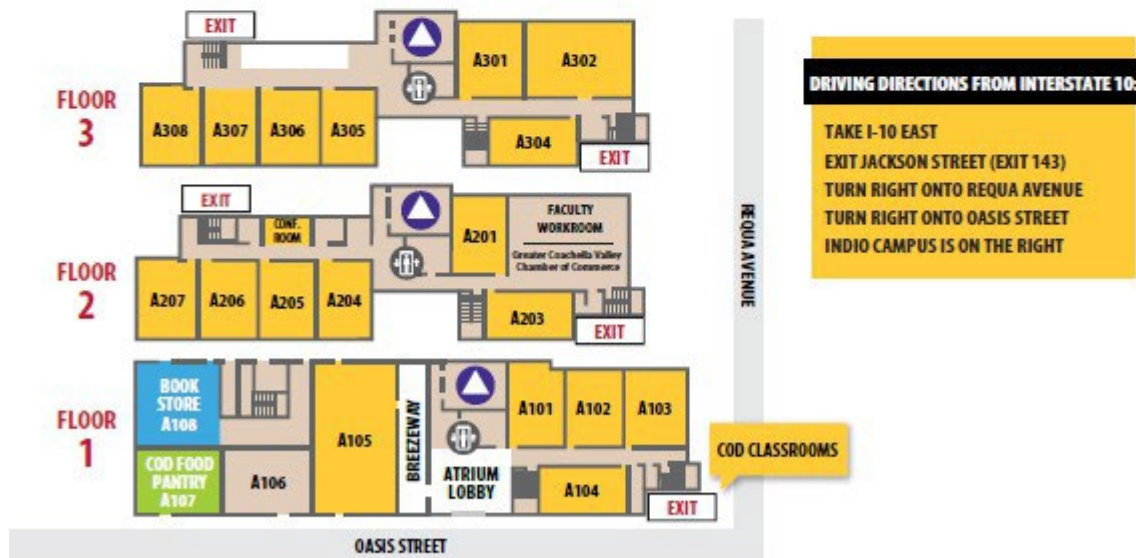 EXIT
FLOOR
3
A301
A302
A308
A307
A306
A305
A304
EXIT
EXIT
FLOOR
2
CONF.
ROOM
A201
FACULTY
WORKROOM
Greater Coachella Valley
Chamber of Commerce
A207
A206
A205
A204
A203
EXIT
FLOOR
1
BOOK
STORE
A108
COD FOOD
PANTRY
A107
A106
A105
BREEZEWAY
ATRIUM
LOBBY
A101
A102
A103
A104
EXIT
COD CLASSROOMS
REQUA AVENUE
OASIS STREET
DRIVING DIRECTIONS FROM INTERSTATE 10:
TAKE I-10 EAST
EXIT JACKSON STREET (EXIT 143)
TURN RIGHT ONTO REQUA AVENUE
TURN RIGHT ONTO OASIS STREET
INDIO CAMPUS IS ON THE RIGHT